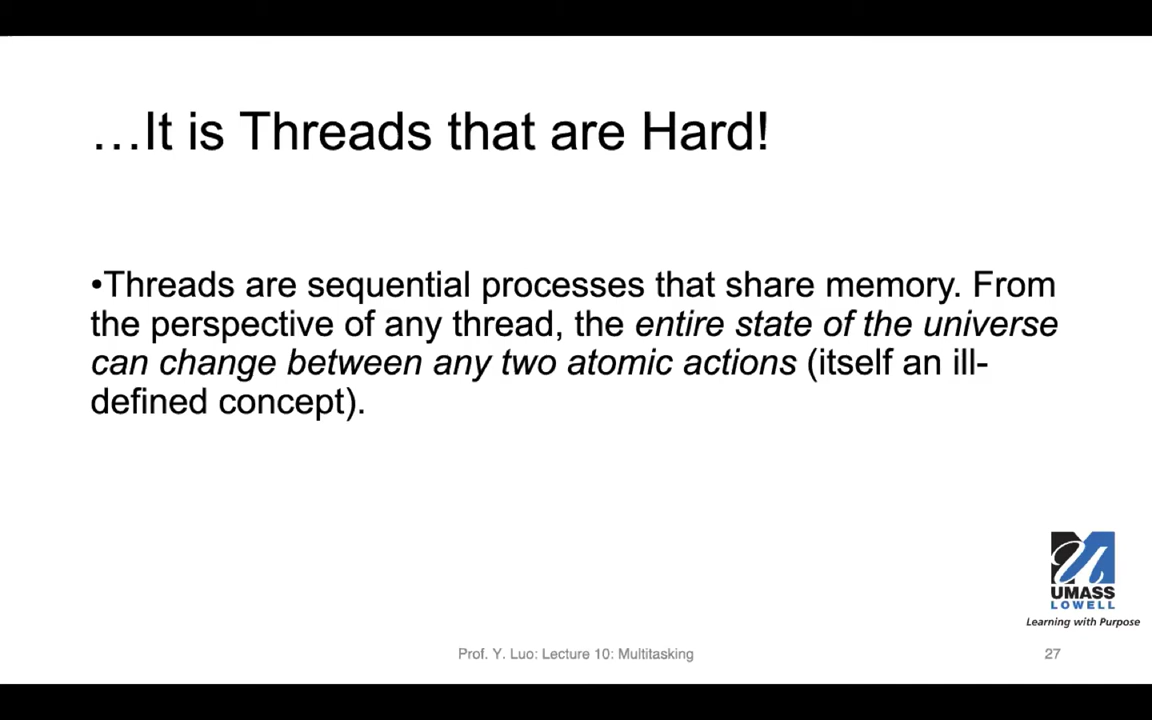 …It is Threads that are Hard!
•Threads are sequential processes that share memory. From
the perspective of any thread, the entire state of the universe
can change between any two atomic actions (itself an ill-
defined concept).
UMASS
LOWELL
Learning with Purpose
Prof. Y. Luo: Lecture 10: Multitasking
27